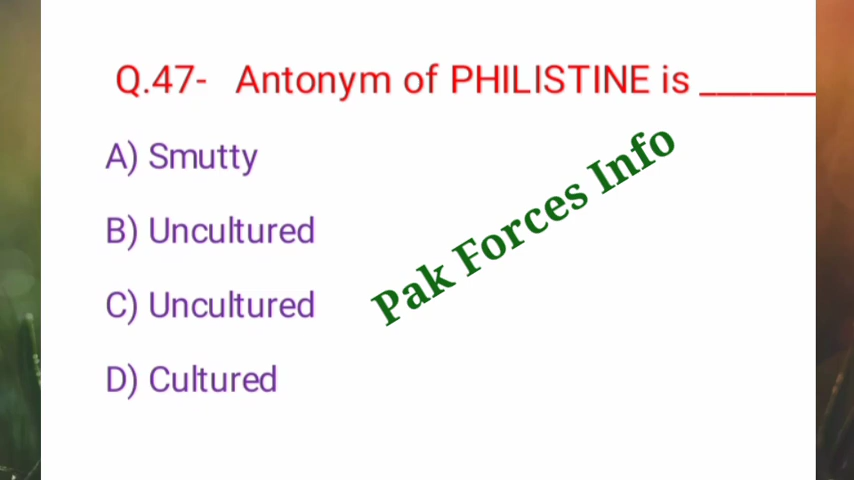 Q.47- Antonym of PHILISTINE is ______
A) Smutty
B) Uncultured
C) Uncultured
D) Cultured
Pak Forces Info